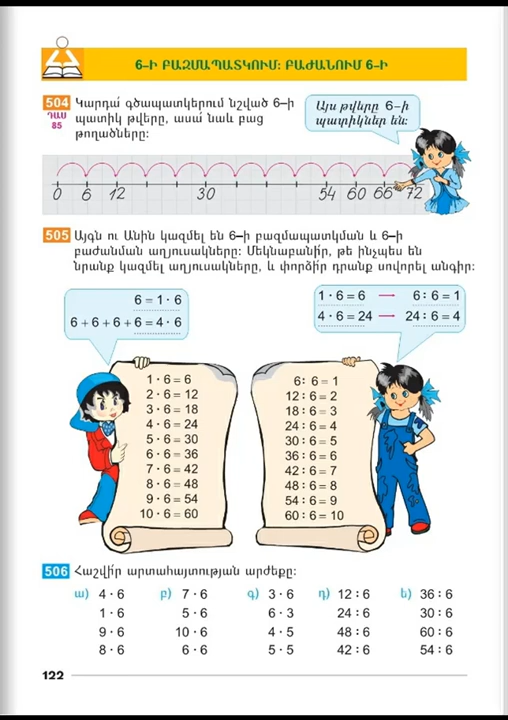 6–Ի ԲԱԶՄԱՊԱՏԿՈՒՄ: ԲԱԺԱՆՈՒՄ 6–Ի
504 Կարդա՛ գծապատկերում նշված 6–ի
ԴԱՍ 85
պատիկ թվերը, ասա՛ նաև բաց
թողածները:
Այս թվերը 6–ի
պատիկներ են:
0 6 12 30 54 60 66 72
505 Այգն ու Անին կազմել են 6–ի բազմապատկման և 6–ի
բաժանման աղյուսակները: Մեկնաբանի՛ր, թե ինչպես են
նրանք կազմել աղյուսակները, և փորձի՛ր դրանք սովորել անգիր:
6 = 1 · 6
6 + 6 + 6 + 6 = 4 · 6
1 · 6 = 6 → 6 : 6 = 1
4 · 6 = 24 → 24 : 6 = 4
1 · 6 = 6
2 · 6 = 12
3 · 6 = 18
4 · 6 = 24
5 · 6 = 30
6 · 6 = 36
7 · 6 = 42
8 · 6 = 48
9 · 6 = 54
10 · 6 = 60
6 : 6 = 1
12 : 6 = 2
18 : 6 = 3
24 : 6 = 4
30 : 6 = 5
36 : 6 = 6
42 : 6 = 7
48 : 6 = 8
54 : 6 = 9
60 : 6 = 10
506 Հաշվի՛ր արտահայտության արժեքը:
ա) 4 · 6 բ) 7 · 6 գ) 3 · 6 դ) 12 : 6 ե) 36 : 6
1 · 6 5 · 6 6 · 3 24 : 6 30 : 6
9 · 6 10 · 6 4 · 5 48 : 6 60 : 6
8 · 6 6 · 6 5 · 5 42 : 6 54 : 6
122